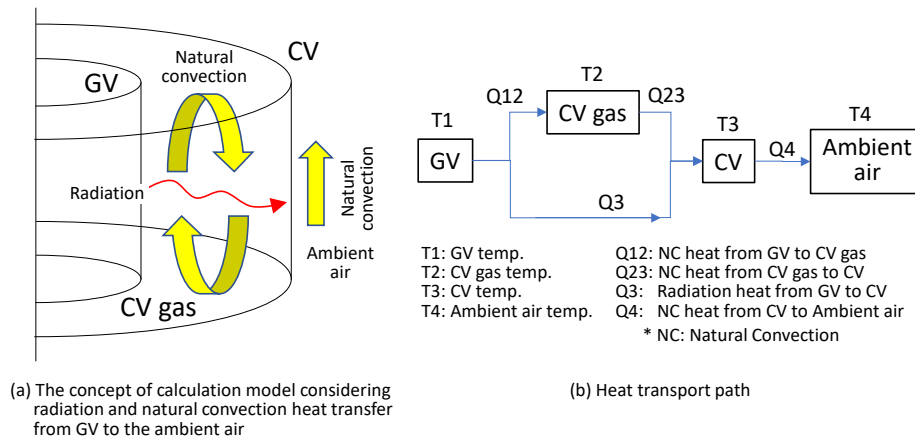 CV
Natural
convection
GV
Radiation
Natural
convection
Ambient
air
CV gas
(a) The concept of calculation model considering
radiation and natural convection heat transfer
from GV to the ambient air
T2
Q12
CV gas
Q23
T1
T3
T4
GV
CV
Q4
Ambient
air
Q3
T1: GV temp.
T2: CV gas temp.
T3: CV temp.
T4: Ambient air temp.
Q12: NC heat from GV to CV gas
Q23: NC heat from CV gas to CV
Q3: Radiation heat from GV to CV
Q4: NC heat from CV to Ambient air
* NC: Natural Convection
(b) Heat transport path